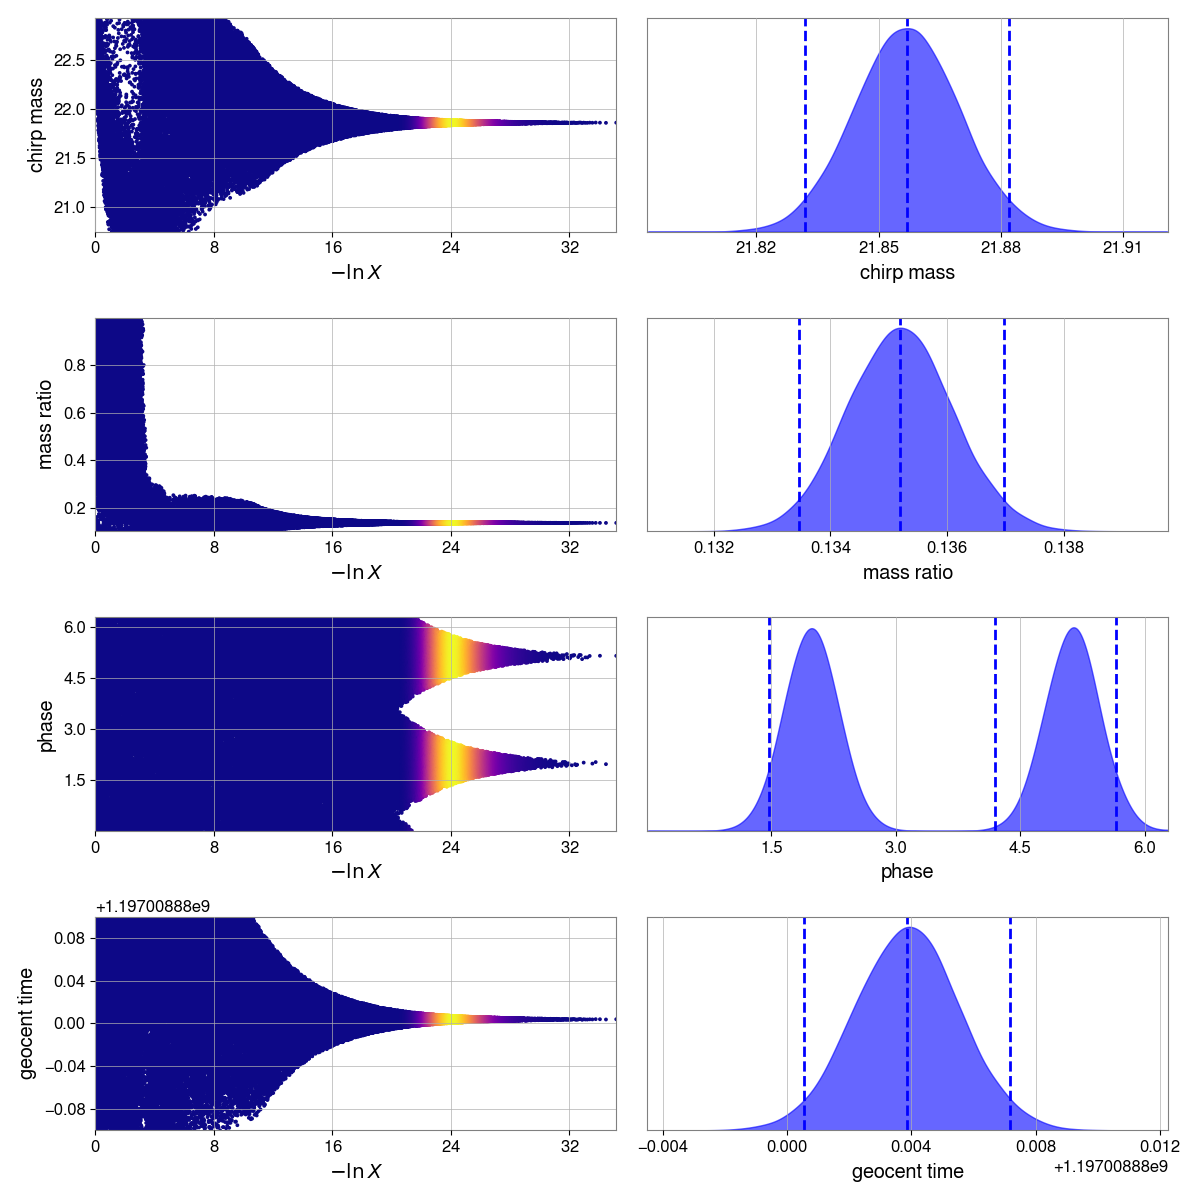 22.5
22.0
21.5
21.0
chirp mass
0 8 16 24 32
−ln X
21.82 21.85 21.88 21.91
chirp mass
0.8
0.6
0.4
0.2
mass ratio
0 8 16 24 32
−ln X
0.132 0.134 0.136 0.138
mass ratio
6.0
4.5
3.0
1.5
phase
0 8 16 24 32
−ln X
1.5 3.0 4.5 6.0
phase
+1.19700888e9
0.08
0.04
0.00
−0.04
−0.08
geocent time
0 8 16 24 32
−ln X
−0.004 0.000 0.004 0.008 0.012
geocent time
+1.19700888e9